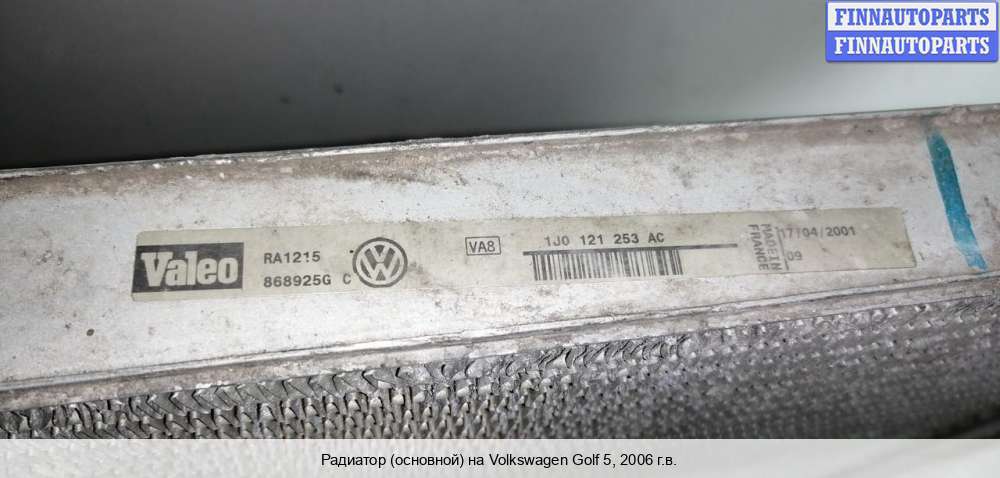 FINNAUTOPARTS
FINNAUTOPARTS
Valeo
RA1215
868925G C
VW
VA8
1J0 121 253 AC
MADE IN
FRANCE
17/04/2001
09
Радиатор (основной) на Volkswagen Golf 5, 2006 г.в.